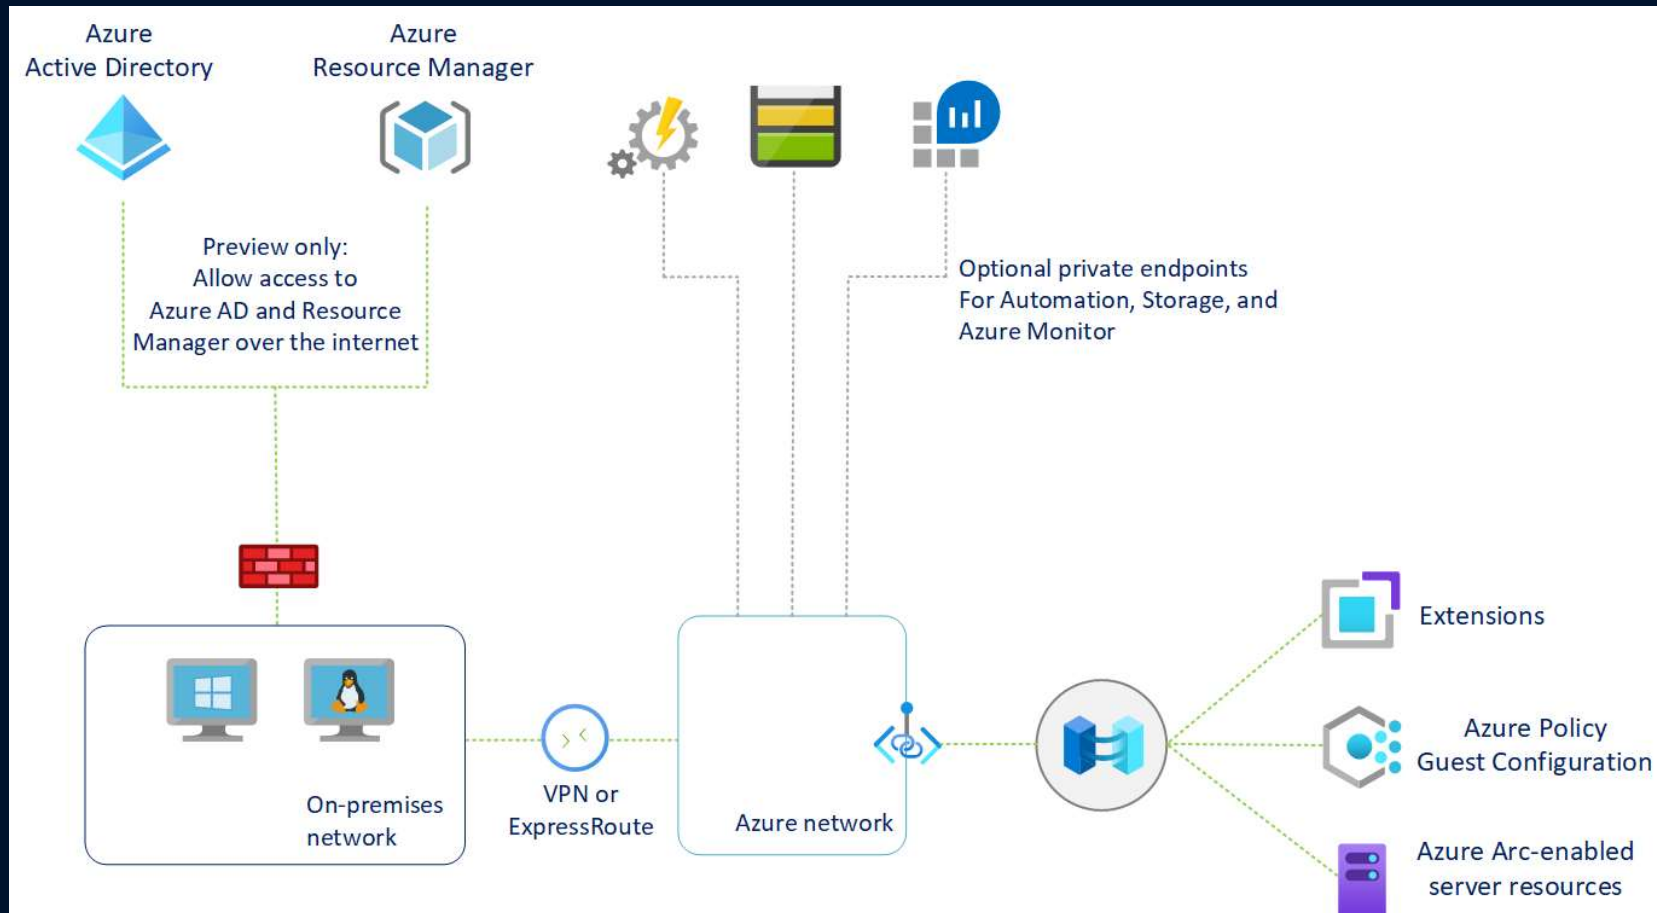 Azure
Active Directory
Azure
Resource Manager
Preview only:
Allow access to
Azure AD and Resource
Manager over the internet
Optional private endpoints
For Automation, Storage, and
Azure Monitor
On-premises
network
VPN or
ExpressRoute
Azure network
Extensions
Azure Policy
Guest Configuration
Azure Arc-enabled
server resources